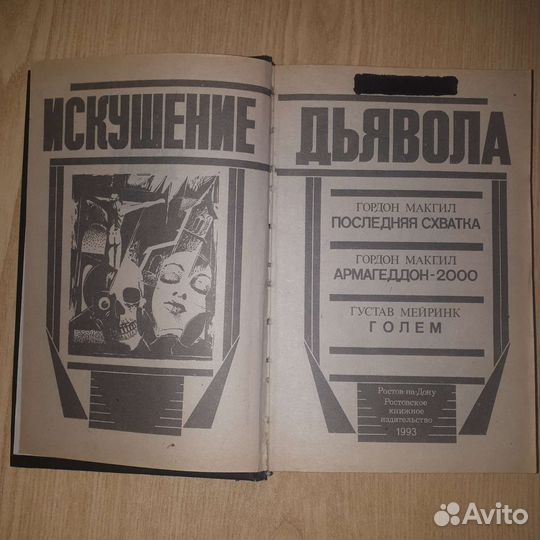 ИСКУШЕНИЕ ДЬЯВОЛА
ГОРДОН МАКГИЛ
ПОСЛЕДНЯЯ СХВАТКА
ГОРДОН МАКГИЛ
АРМАГЕДДОН-2000
ГУСТАВ МЕЙРИНК
ГОЛЕМ
Ростов-на-Дону
Ростовское
книжное
издательство
1993
Avito